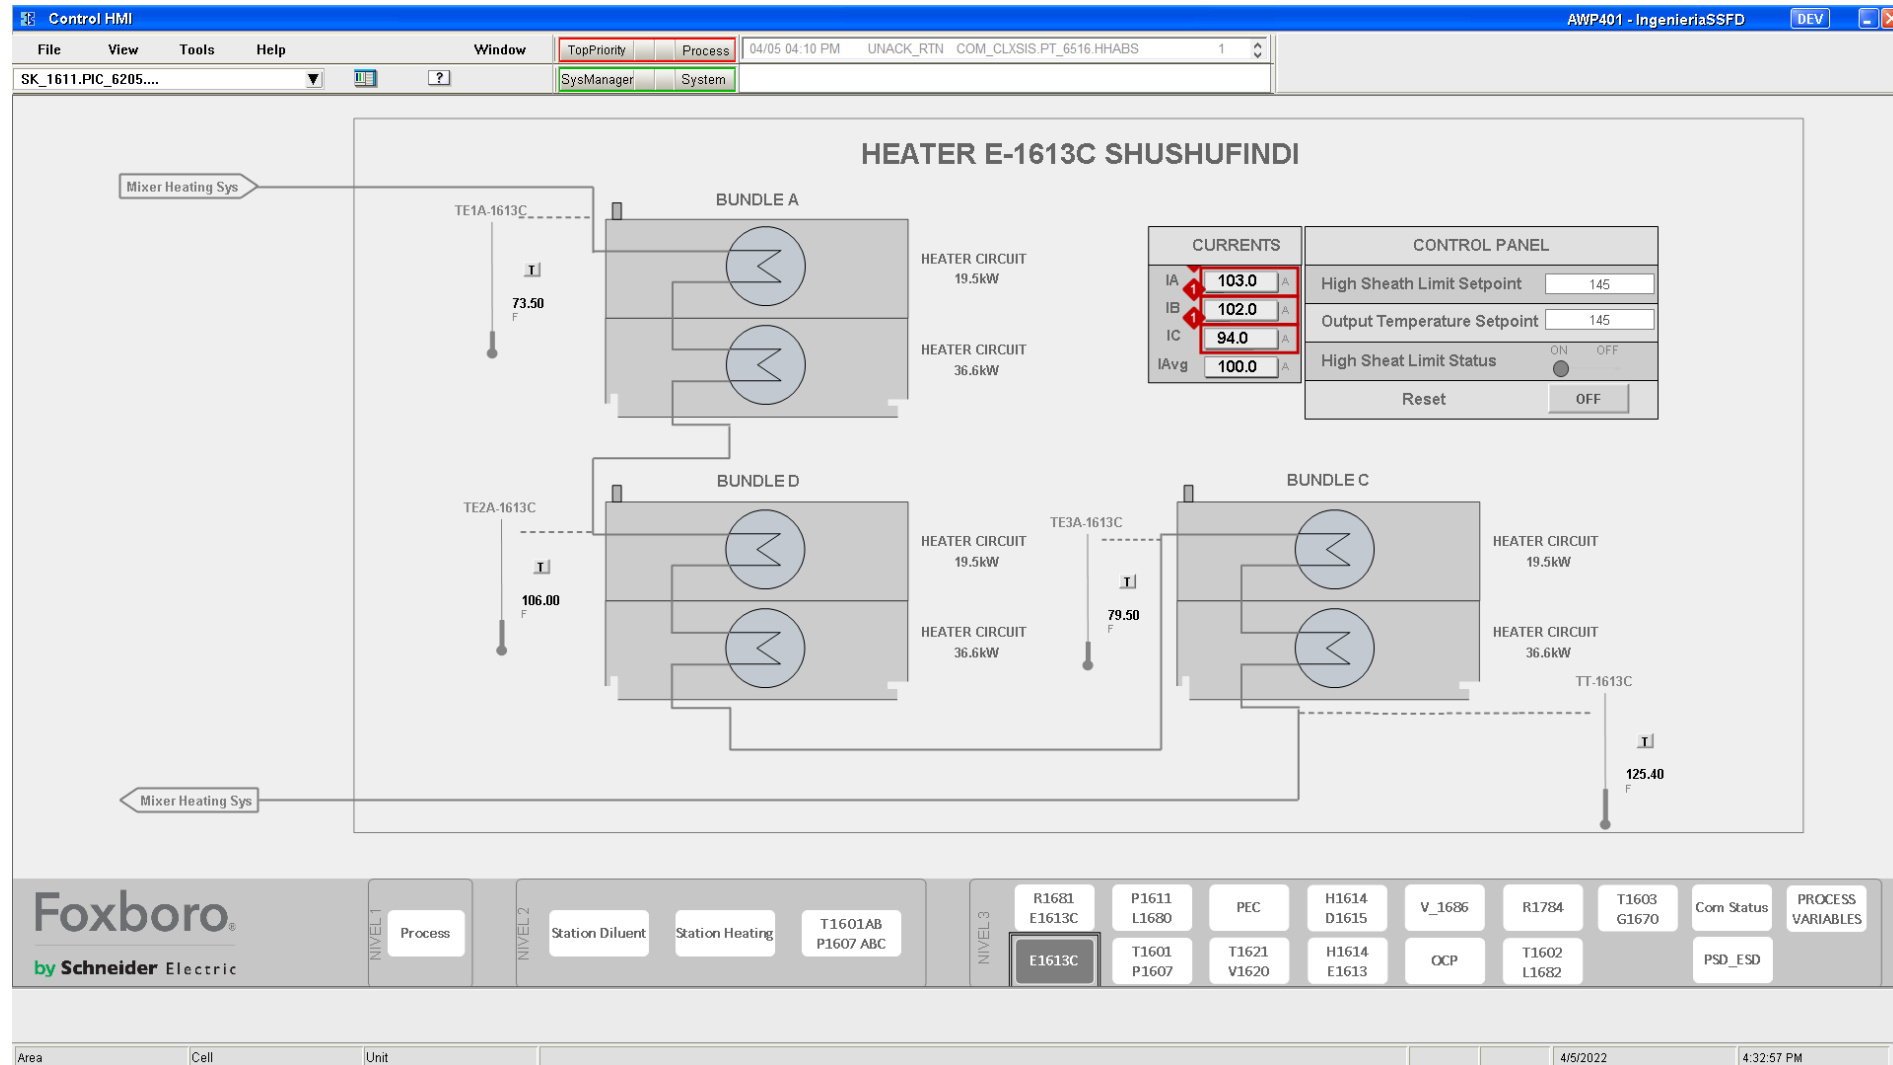 Control HMI
AWP401 - IngenieriaSSFD
DEV
File View Tools Help Window
TopPriority Process
04/05 04:10 PM UNACK_RTN COM_CLXSIS.PT_6516.HHABS 1
SK_1611.PIC_6205....
?
SysManager System
HEATER E-1613C SHUSHUFINDI
Mixer Heating Sys
TE1A-1613C
T
73.50
F
BUNDLE A
HEATER CIRCUIT
19.5kW
HEATER CIRCUIT
36.6kW
CURRENTS
IA 1 103.0 A
IB 1 102.0 A
IC 94.0 A
IAvg 100.0 A
CONTROL PANEL
High Sheath Limit Setpoint 145
Output Temperature Setpoint 145
High Sheat Limit Status ON OFF
Reset OFF
TE2A-1613C
T
106.00
F
BUNDLE D
HEATER CIRCUIT
19.5kW
HEATER CIRCUIT
36.6kW
TE3A-1613C
T
79.50
F
BUNDLE C
HEATER CIRCUIT
19.5kW
HEATER CIRCUIT
36.6kW
TT-1613C
T
125.40
F
Mixer Heating Sys
Foxboro®
by Schneider Electric
NIVEL 1
Process
NIVEL 2
Station Diluent
Station Heating
T1601AB
P1607 ABC
NIVEL 3
R1681
E1613C
P1611
L1680
PEC
H1614
D1615
V_1686
R1784
T1603
G1670
Com Status
PROCESS
VARIABLES
E1613C
T1601
P1607
T1621
V1620
H1614
E1613
OCP
T1602
L1682
PSD_ESD
Area
Cell
Unit
4/5/2022
4:32:57 PM